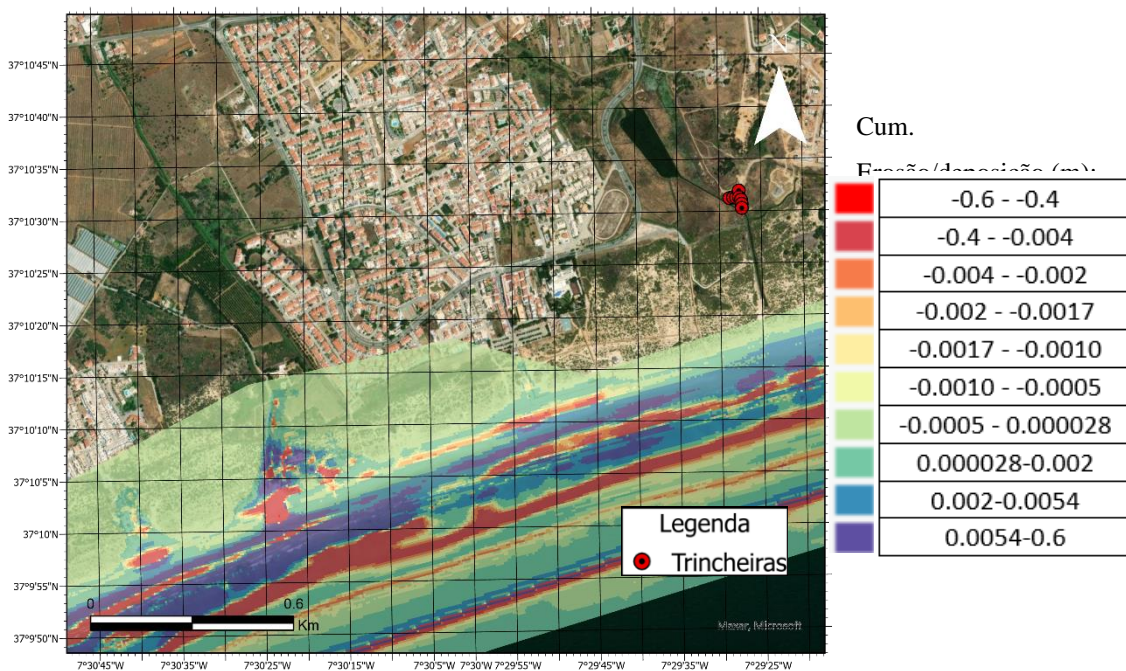 37°10'45"N
37°10'40"N
37°10'35"N
37°10'30"N
37°10'25"N
37°10'20"N
37°10'15"N
37°10'10"N
37°10'5"N
37°10'N
37°9'55"N
37°9'50"N
N
0 0.6
Km
Legenda
Trincheiras
Maxar, Microsoft
7°30'45"W 7°30'35"W 7°30'25"W 7°30'15"W 7°30'5"W 7°30'W 7°29'55"W 7°29'45"W 7°29'35"W 7°29'25"W
Cum.
Erosão/deposição (m):
-0.6 - -0.4
-0.4 - -0.004
-0.004 - -0.002
-0.002 - -0.0017
-0.0017 - -0.0010
-0.0010 - -0.0005
-0.0005 - 0.000028
0.000028-0.002
0.002-0.0054
0.0054-0.6